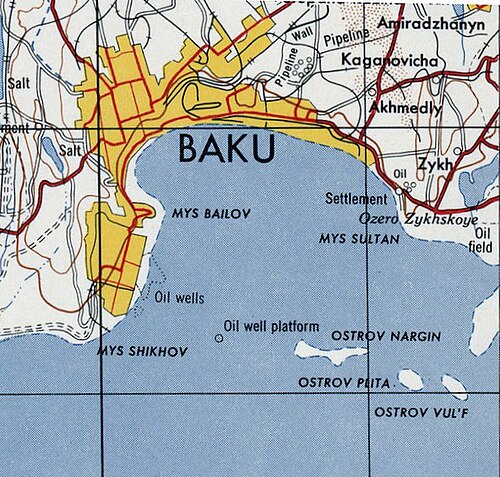 Amiradzhanyn
Wall
Pipeline
Kaganovicha
Pipeline
Salt
Akhmedly
ment
BAKU
Salt
Zykh
Oil
Settlement
MYS BAILOV
Ozero Zykhskoye
Oil
field
MYS SULTAN
Oil wells
Oil well platform
OSTROV NARGIN
MYS SHIKHOV
OSTROV PLITA
OSTROV VUL'F